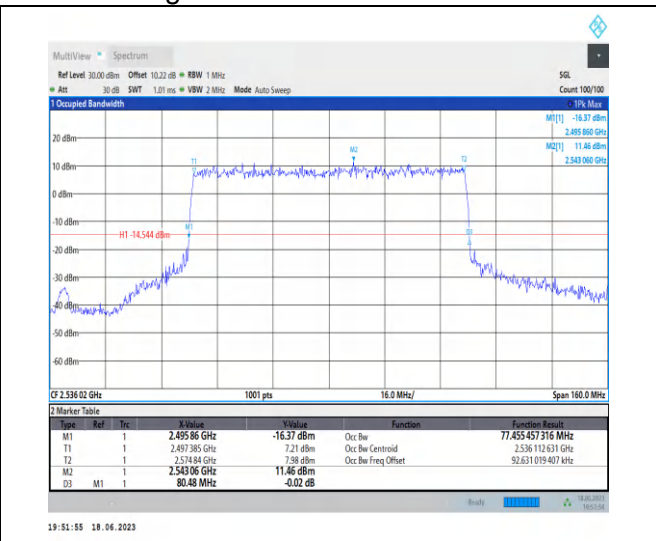 MultiView Spectrum
Ref Level 30.00 dBm Offset 10.22 dB RBW 1 MHz SGL
Att 30 dB SWT 1.01 ms VBW 2 MHz Mode Auto Sweep Count 100/100
1 Occupied Bandwidth 1Pk Max
M1[1] -16.37 dBm
2.495 860 GHz
M2[1] 11.46 dBm
2.543 060 GHz
20 dBm
M2
T1 T2
10 dBm
0 dBm
-10 dBm
M1
H1 -14.544 dBm
D3
-20 dBm
-30 dBm
-40 dBm
-50 dBm
-60 dBm
CF 2.536 02 GHz 1001 pts 16.0 MHz/ Span 160.0 MHz
2 Marker Table
Type Ref Trc X-Value Y-Value Function Function Result
M1 1 2.495 86 GHz -16.37 dBm Occ Bw 77.455 457 316 MHz
T1 1 2.497 385 GHz 7.21 dBm Occ Bw Centroid 2.536 112 631 GHz
T2 1 2.574 84 GHz 7.98 dBm Occ Bw Freq Offset 92.631 019 407 kHz
M2 1 2.543 06 GHz 11.46 dBm
D3 M1 1 80.48 MHz -0.02 dB
Ready 18.06.2023
19:51:54
19:51:55 18.06.2023